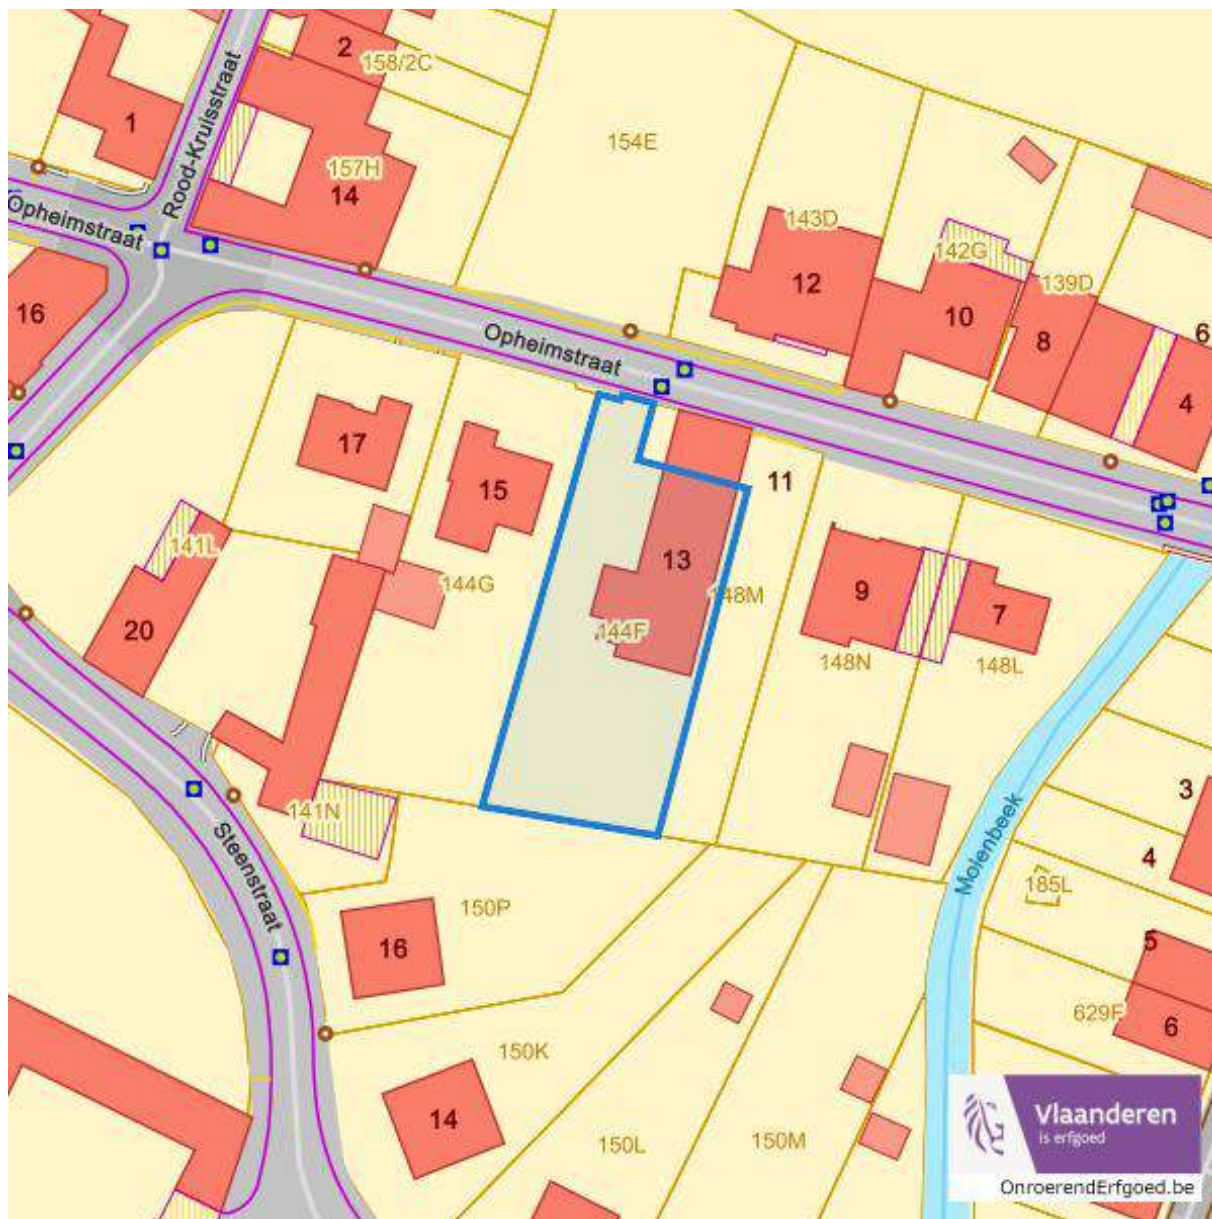 2
158/2C
1
Rood-Kruisstraat
154E
157H
14
Opheimstraat
143D
142G
139D
12
10
8
6
4
16
Opheimstraat
17
15
11
13
141L
144G
148M
9
7
20
144F
148N
148L
141N
Steenstraat
Molenbeek
3
4
185L
150P
16
5
629F
6
150K
14
150L
150M
Vlaanderen
is erfgoed
OnroerendErfgoed.be